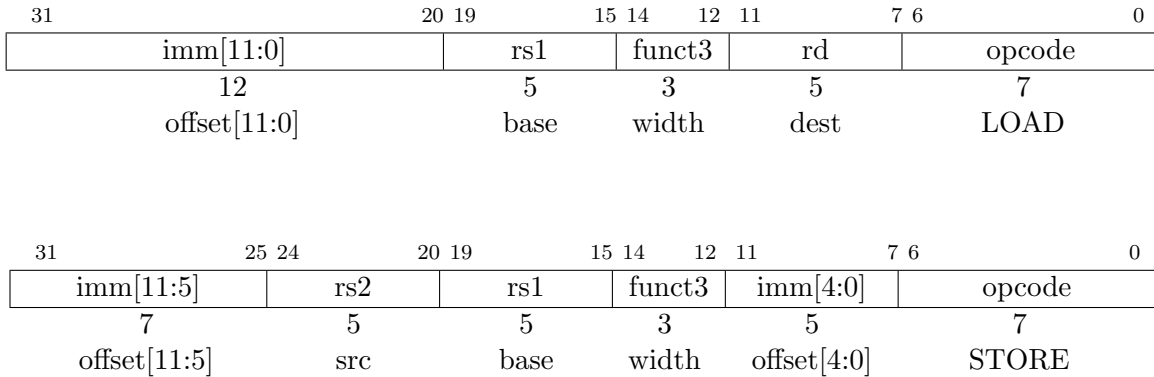 31 20 19 15 14 12 11 7 6 0
imm[11:0] rs1 funct3 rd opcode
12 5 3 5 7
offset[11:0] base width dest LOAD
31 25 24 20 19 15 14 12 11 7 6 0
imm[11:5] rs2 rs1 funct3 imm[4:0] opcode
7 5 5 3 5 7
offset[11:5] src base width offset[4:0] STORE